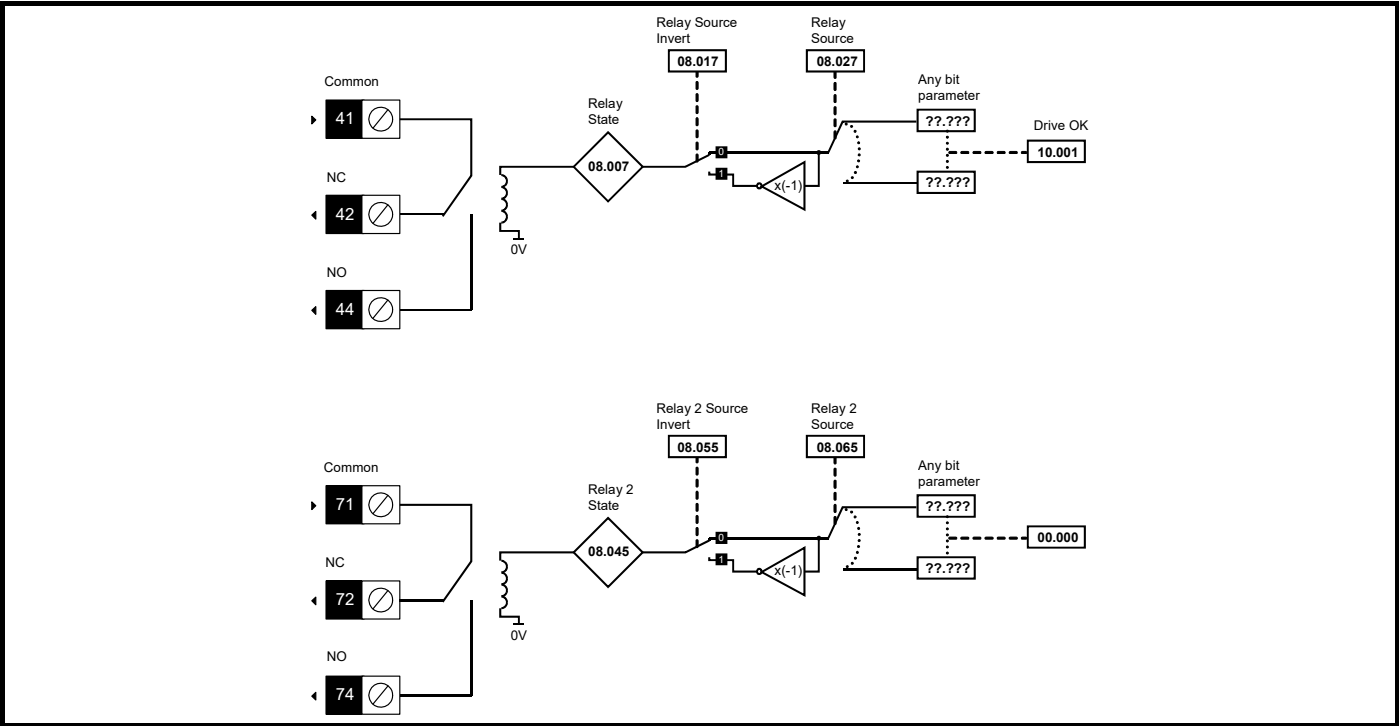 Relay Source
Invert
08.017
Relay
Source
08.027
Common
41
NC
42
NO
44
Relay
State
08.007
0V
0
1
x(-1)
Any bit
parameter
??.???
??.???
Drive OK
10.001
Relay 2 Source
Invert
08.055
Relay 2
Source
08.065
Common
71
NC
72
NO
74
Relay 2
State
08.045
0V
0
1
x(-1)
Any bit
parameter
??.???
??.???
00.000